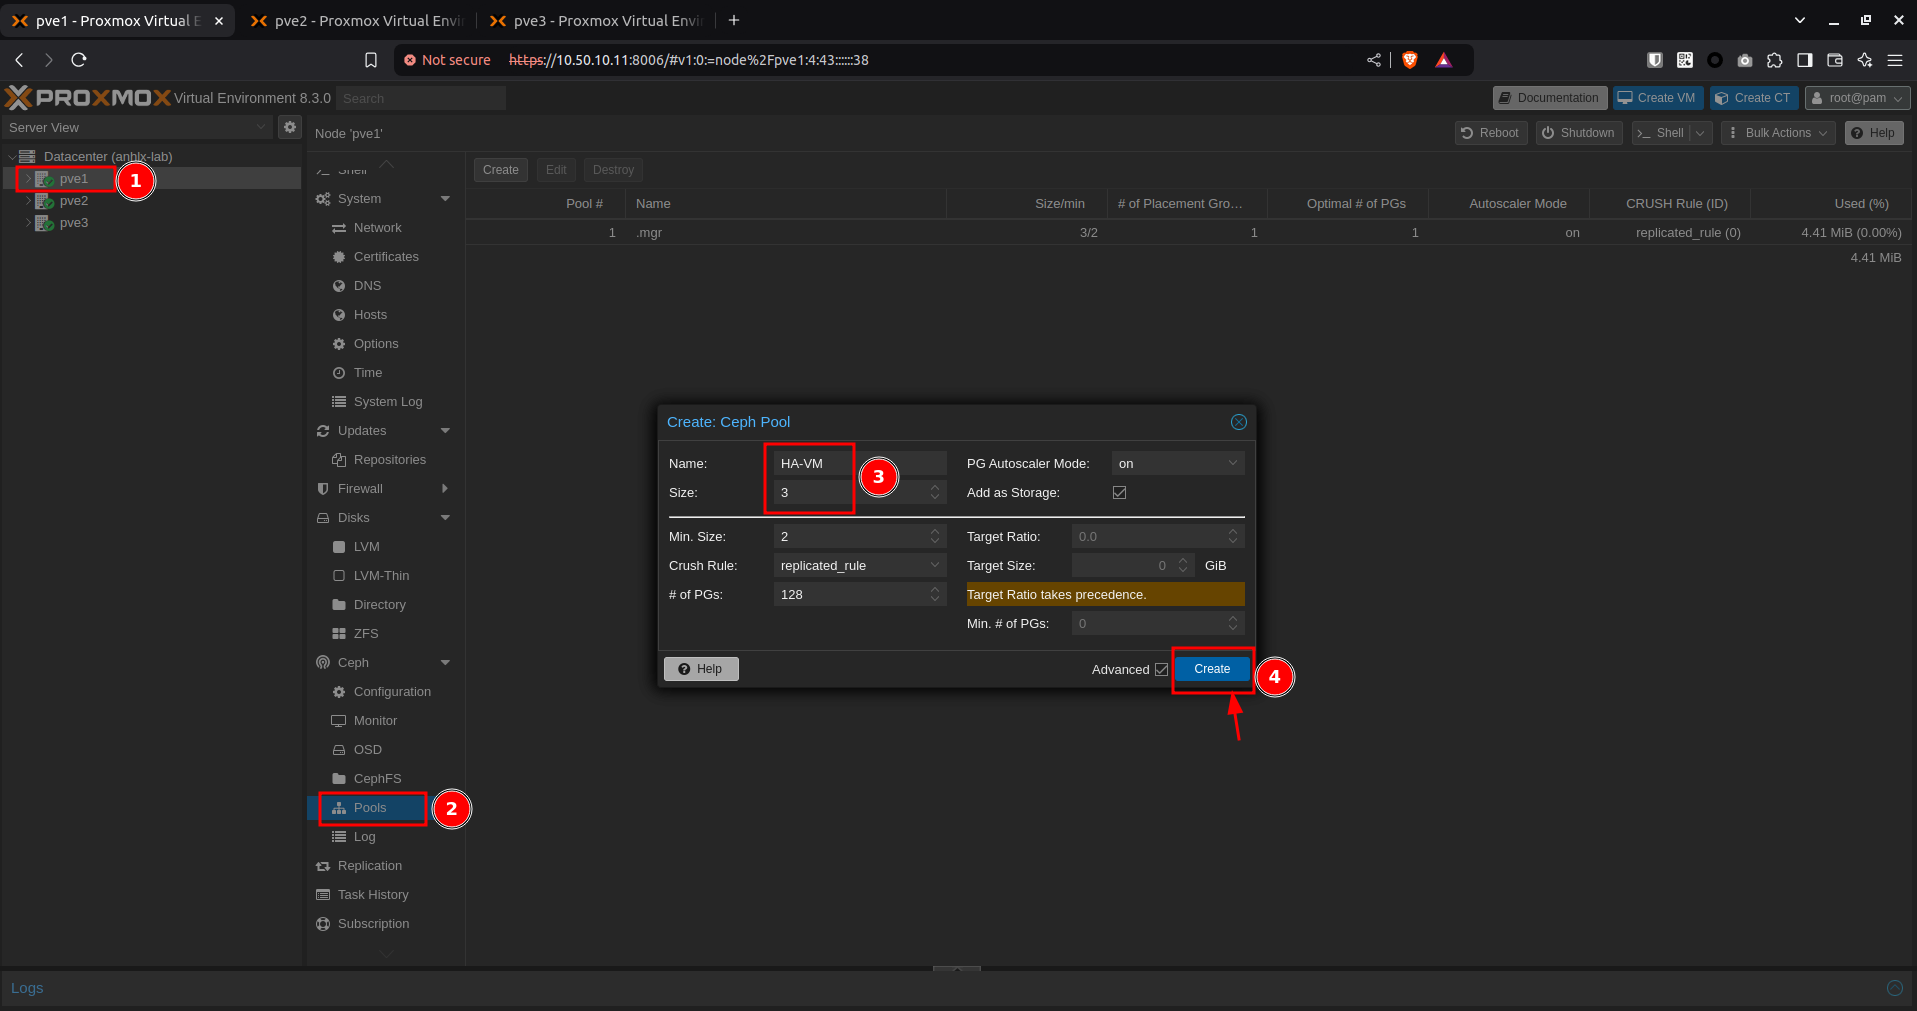 pve1 - Proxmox Virtual E
pve2 - Proxmox Virtual Envi
pve3 - Proxmox Virtual Envi
Not secure https://10.50.10.11:8006/#v1:0:=node%2Fpve1:4:43::::::38
PROXMOX Virtual Environment 8.3.0 Search
Documentation Create VM Create CT root@pam
Server View
Node 'pve1'
Reboot Shutdown >_ Shell Bulk Actions Help
Datacenter (anhlx-lab)
pve1
1
pve2
pve3
Shell
System
Network
Certificates
DNS
Hosts
Options
Time
System Log
Updates
Repositories
Firewall
Disks
LVM
LVM-Thin
Directory
ZFS
Ceph
Configuration
Monitor
OSD
CephFS
Pools
2
Log
Replication
Task History
Subscription
Create Edit Destroy
Pool # Name Size/min # of Placement Gro… Optimal # of PGs Autoscaler Mode CRUSH Rule (ID) Used (%)
1 .mgr 3/2 1 1 on replicated_rule (0) 4.41 MiB (0.00%)
4.41 MiB
Create: Ceph Pool
Name: HA-VM PG Autoscaler Mode: on
3
Size: 3 Add as Storage:
Min. Size: 2 Target Ratio: 0.0
Crush Rule: replicated_rule Target Size: 0 GiB
# of PGs: 128 Target Ratio takes precedence.
Min. # of PGs: 0
Help Advanced Create
4
Logs